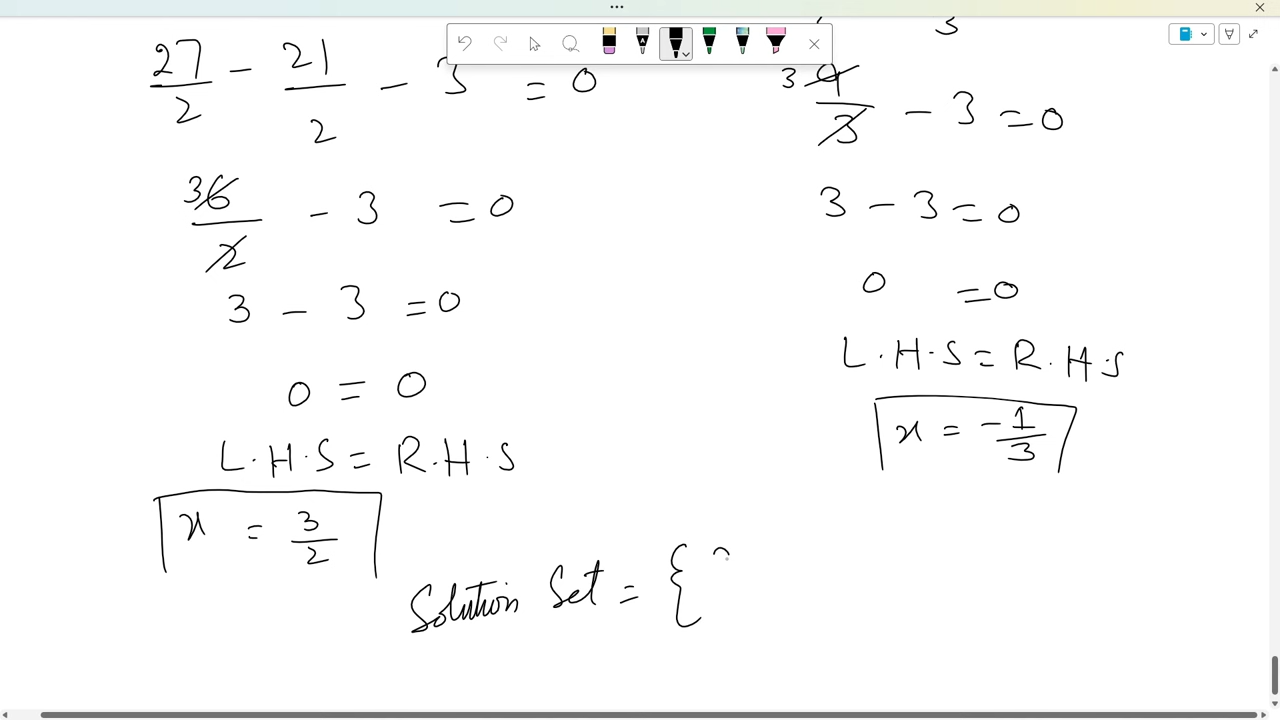 27/2 - 21/2 - 3 = 0
36/2 - 3 = 0
3 - 3 = 0
0 = 0
L.H.S = R.H.S
x = 3/2
3
3 9/3 - 3 = 0
3 - 3 = 0
0 = 0
L.H.S = R.H.S
x = -1/3
Solution Set = {